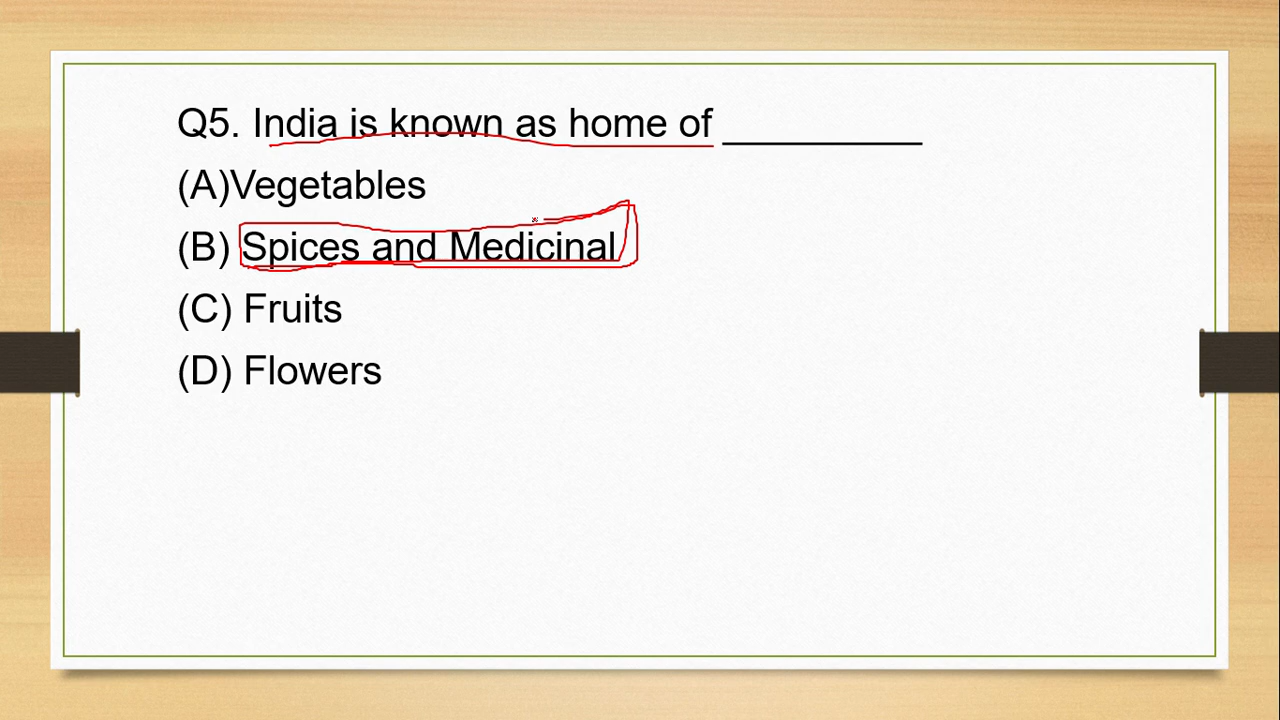 Q5. India is known as home of __________
(A)Vegetables
(B) Spices and Medicinal
(C) Fruits
(D) Flowers